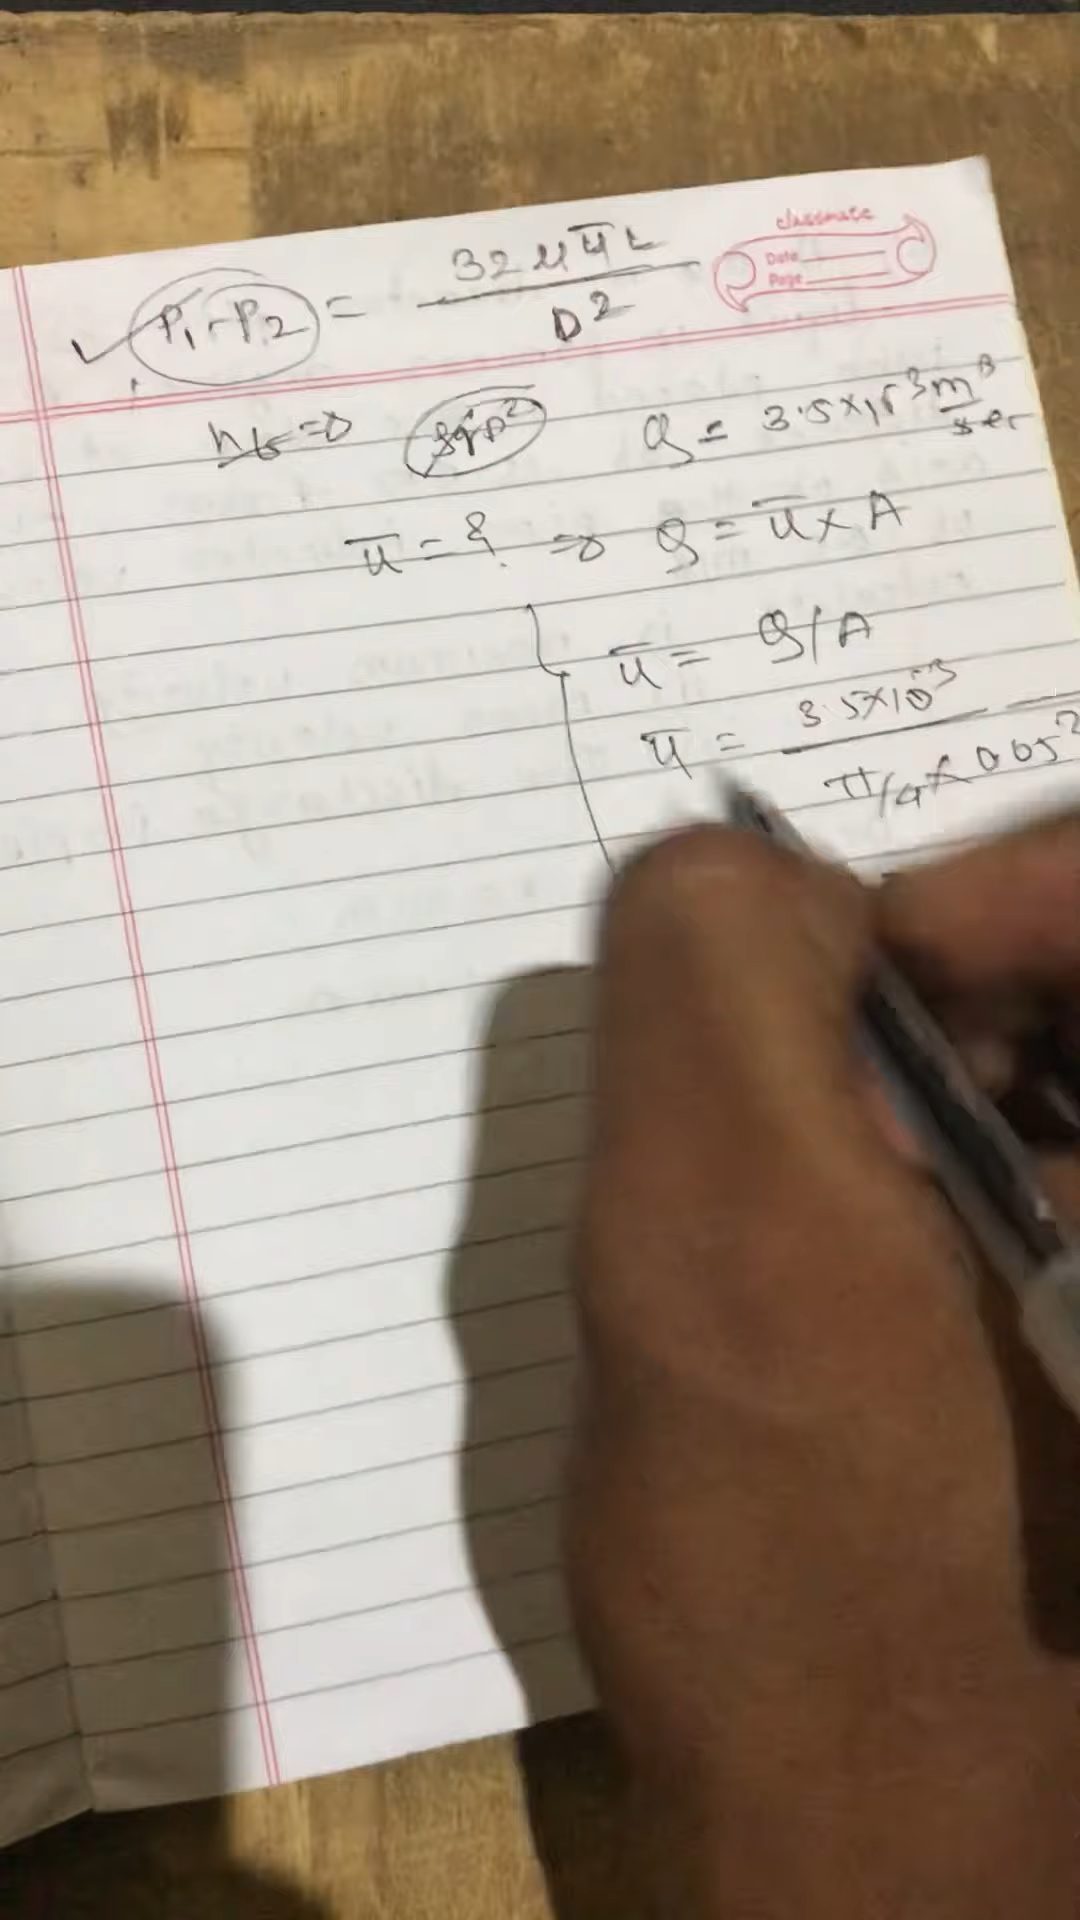 classmate
Date
Page
P₁-P₂ = 32μū L / D²
Q = 3.5×10⁻³ m³/sec
ū = ? ⇒ Q = ū × A
ū = Q/A
ū = 3.5×10⁻³ / π/4 × 0.05²